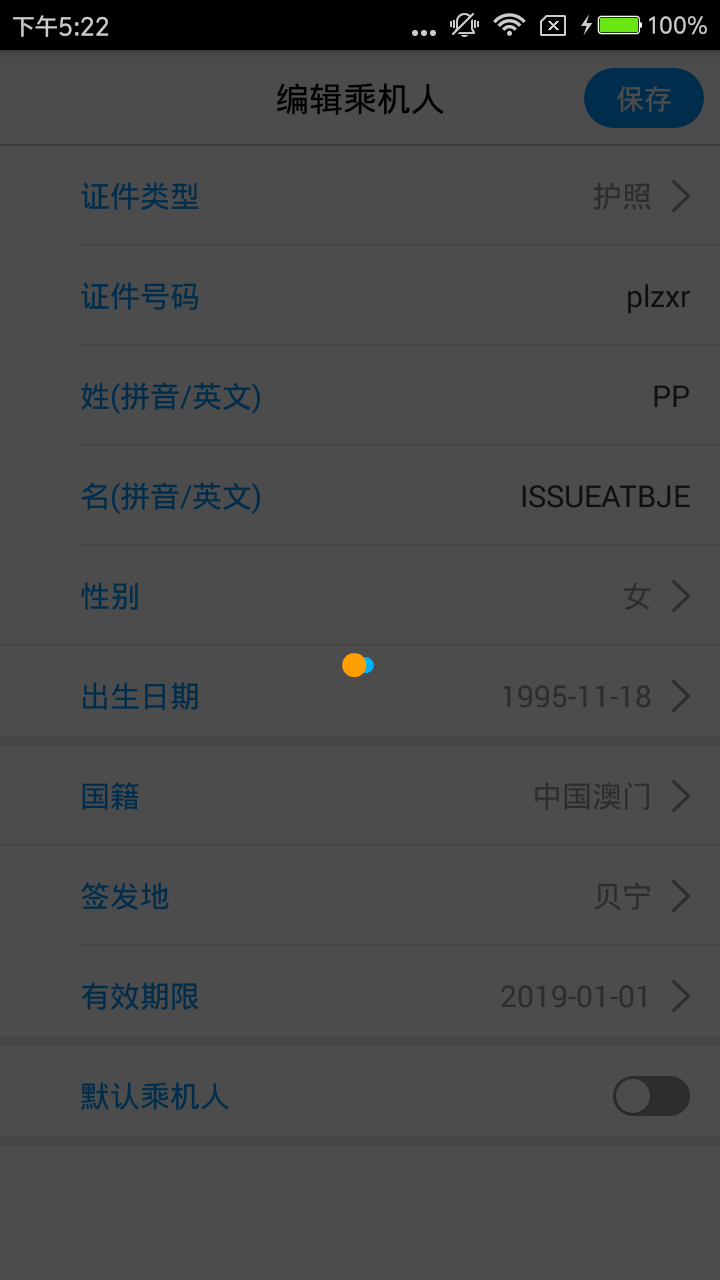 下午5:22
100%
编辑乘机人
保存
证件类型 护照
证件号码 plzxr
姓(拼音/英文) PP
名(拼音/英文) ISSUEATBJE
性别 女
出生日期 1995-11-18
国籍 中国澳门
签发地 贝宁
有效期限 2019-01-01
默认乘机人